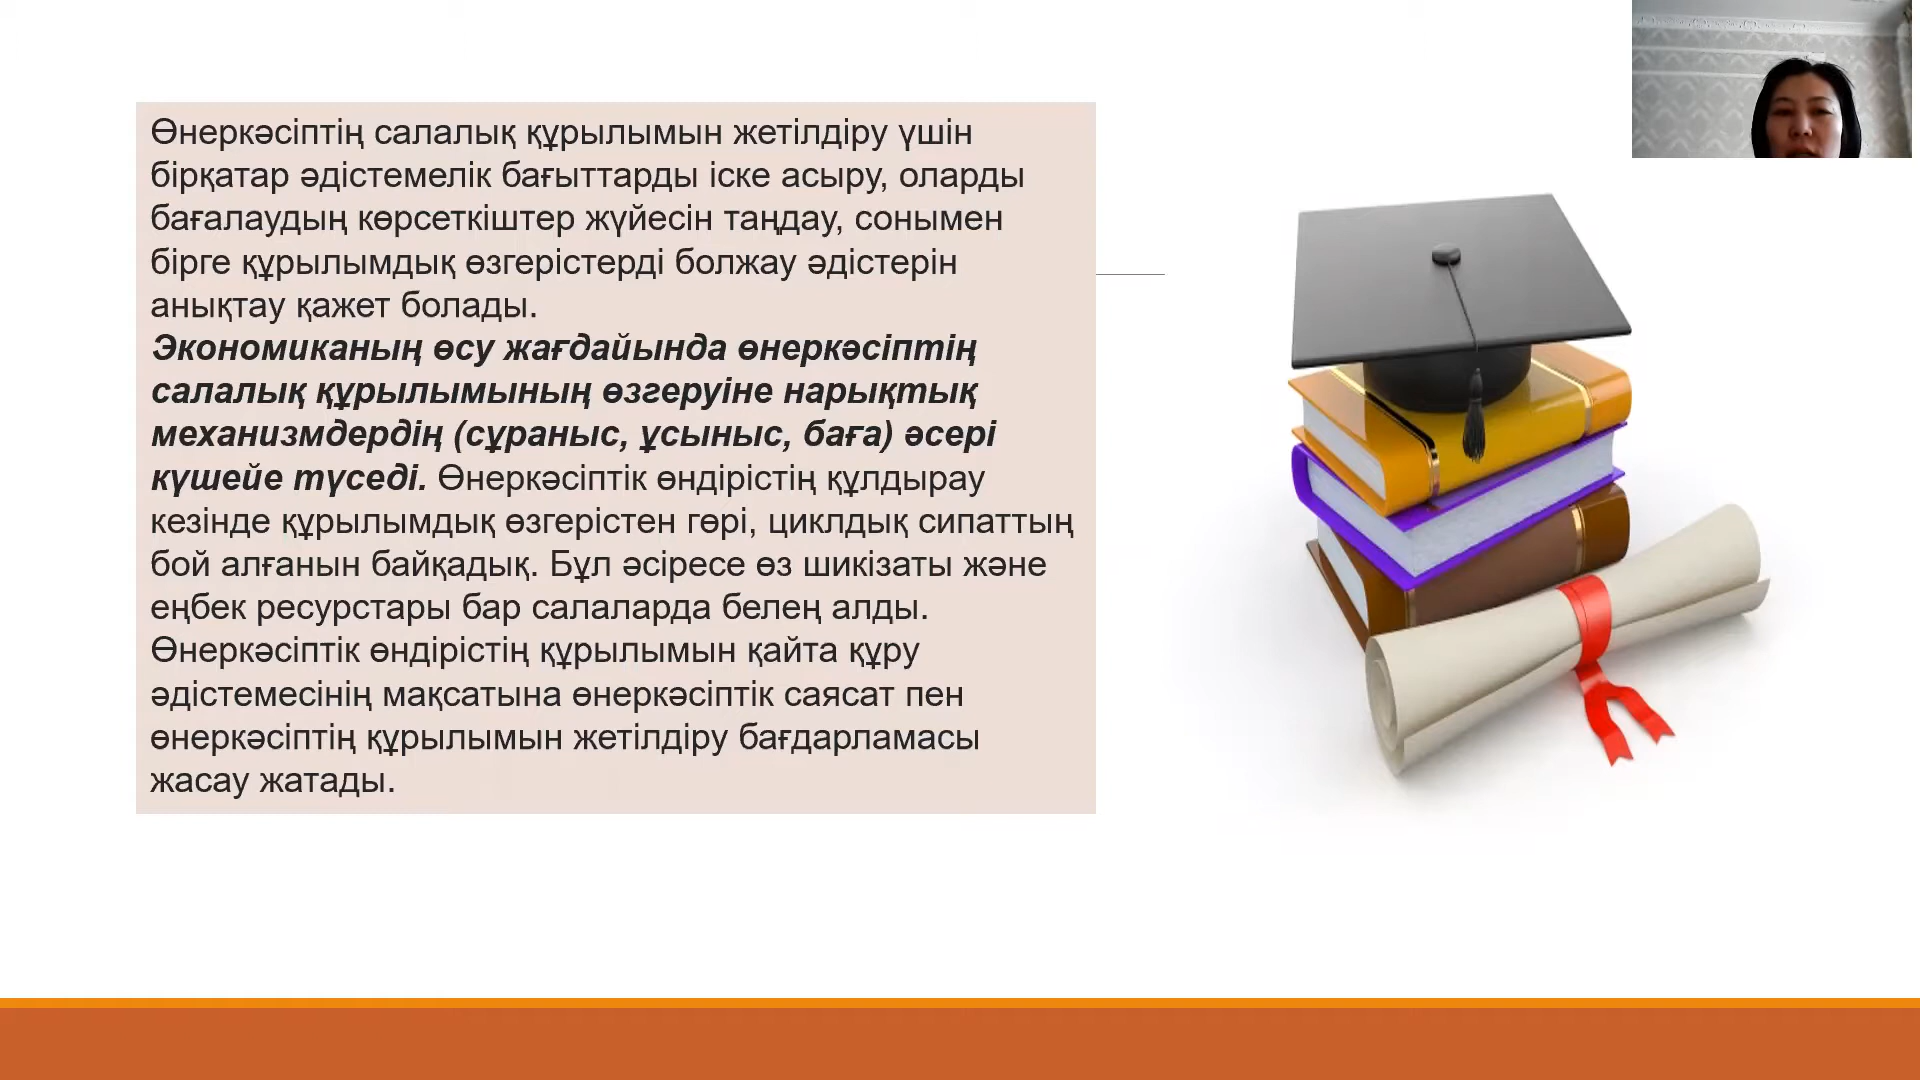 Өнеркәсіптің салалық құрылымын жетілдіру үшін
бірқатар әдістемелік бағыттарды іске асыру, оларды
бағалаудың көрсеткіштер жүйесін таңдау, сонымен
бірге құрылымдық өзгерістерді болжау әдістерін
анықтау қажет болады.
Экономиканың өсу жағдайында өнеркәсіптің
салалық құрылымының өзгеруіне нарықтық
механизмдердің (сұраныс, ұсыныс, баға) әсері
күшейе түседі. Өнеркәсіптік өндірістің құлдырау
кезінде құрылымдық өзгерістен гөрі, циклдық сипаттың
бой алғанын байқадық. Бұл әсіресе өз шикізаты және
еңбек ресурстары бар салаларда белең алды.
Өнеркәсіптік өндірістің құрылымын қайта құру
әдістемесінің мақсатына өнеркәсіптік саясат пен
өнеркәсіптің құрылымын жетілдіру бағдарламасы
жасау жатады.